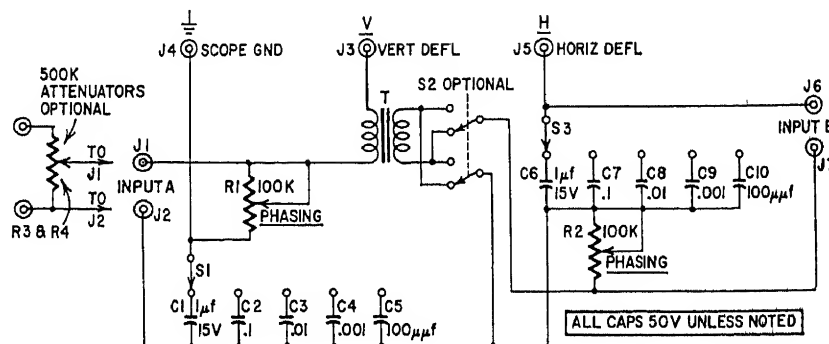 V
H
J4 SCOPE GND
J3 VERT DEFL
J5 HORIZ DEFL
500K
ATTENUATORS
OPTIONAL
S2 OPTIONAL
J6
T
TO
J1
J1
S3
INPUT
INPUT A
R1 100K
PHASING
C6 1µf
15V
C7
.1
C8
.01
C9
.001
C10
100µµf
TO
J2
J2
R3 & R4
R2 100K
PHASING
S1
C1 1µf
15V
C2
.1
C3
.01
C4
.001
C5
100µµf
ALL CAPS 50V UNLESS NOTED